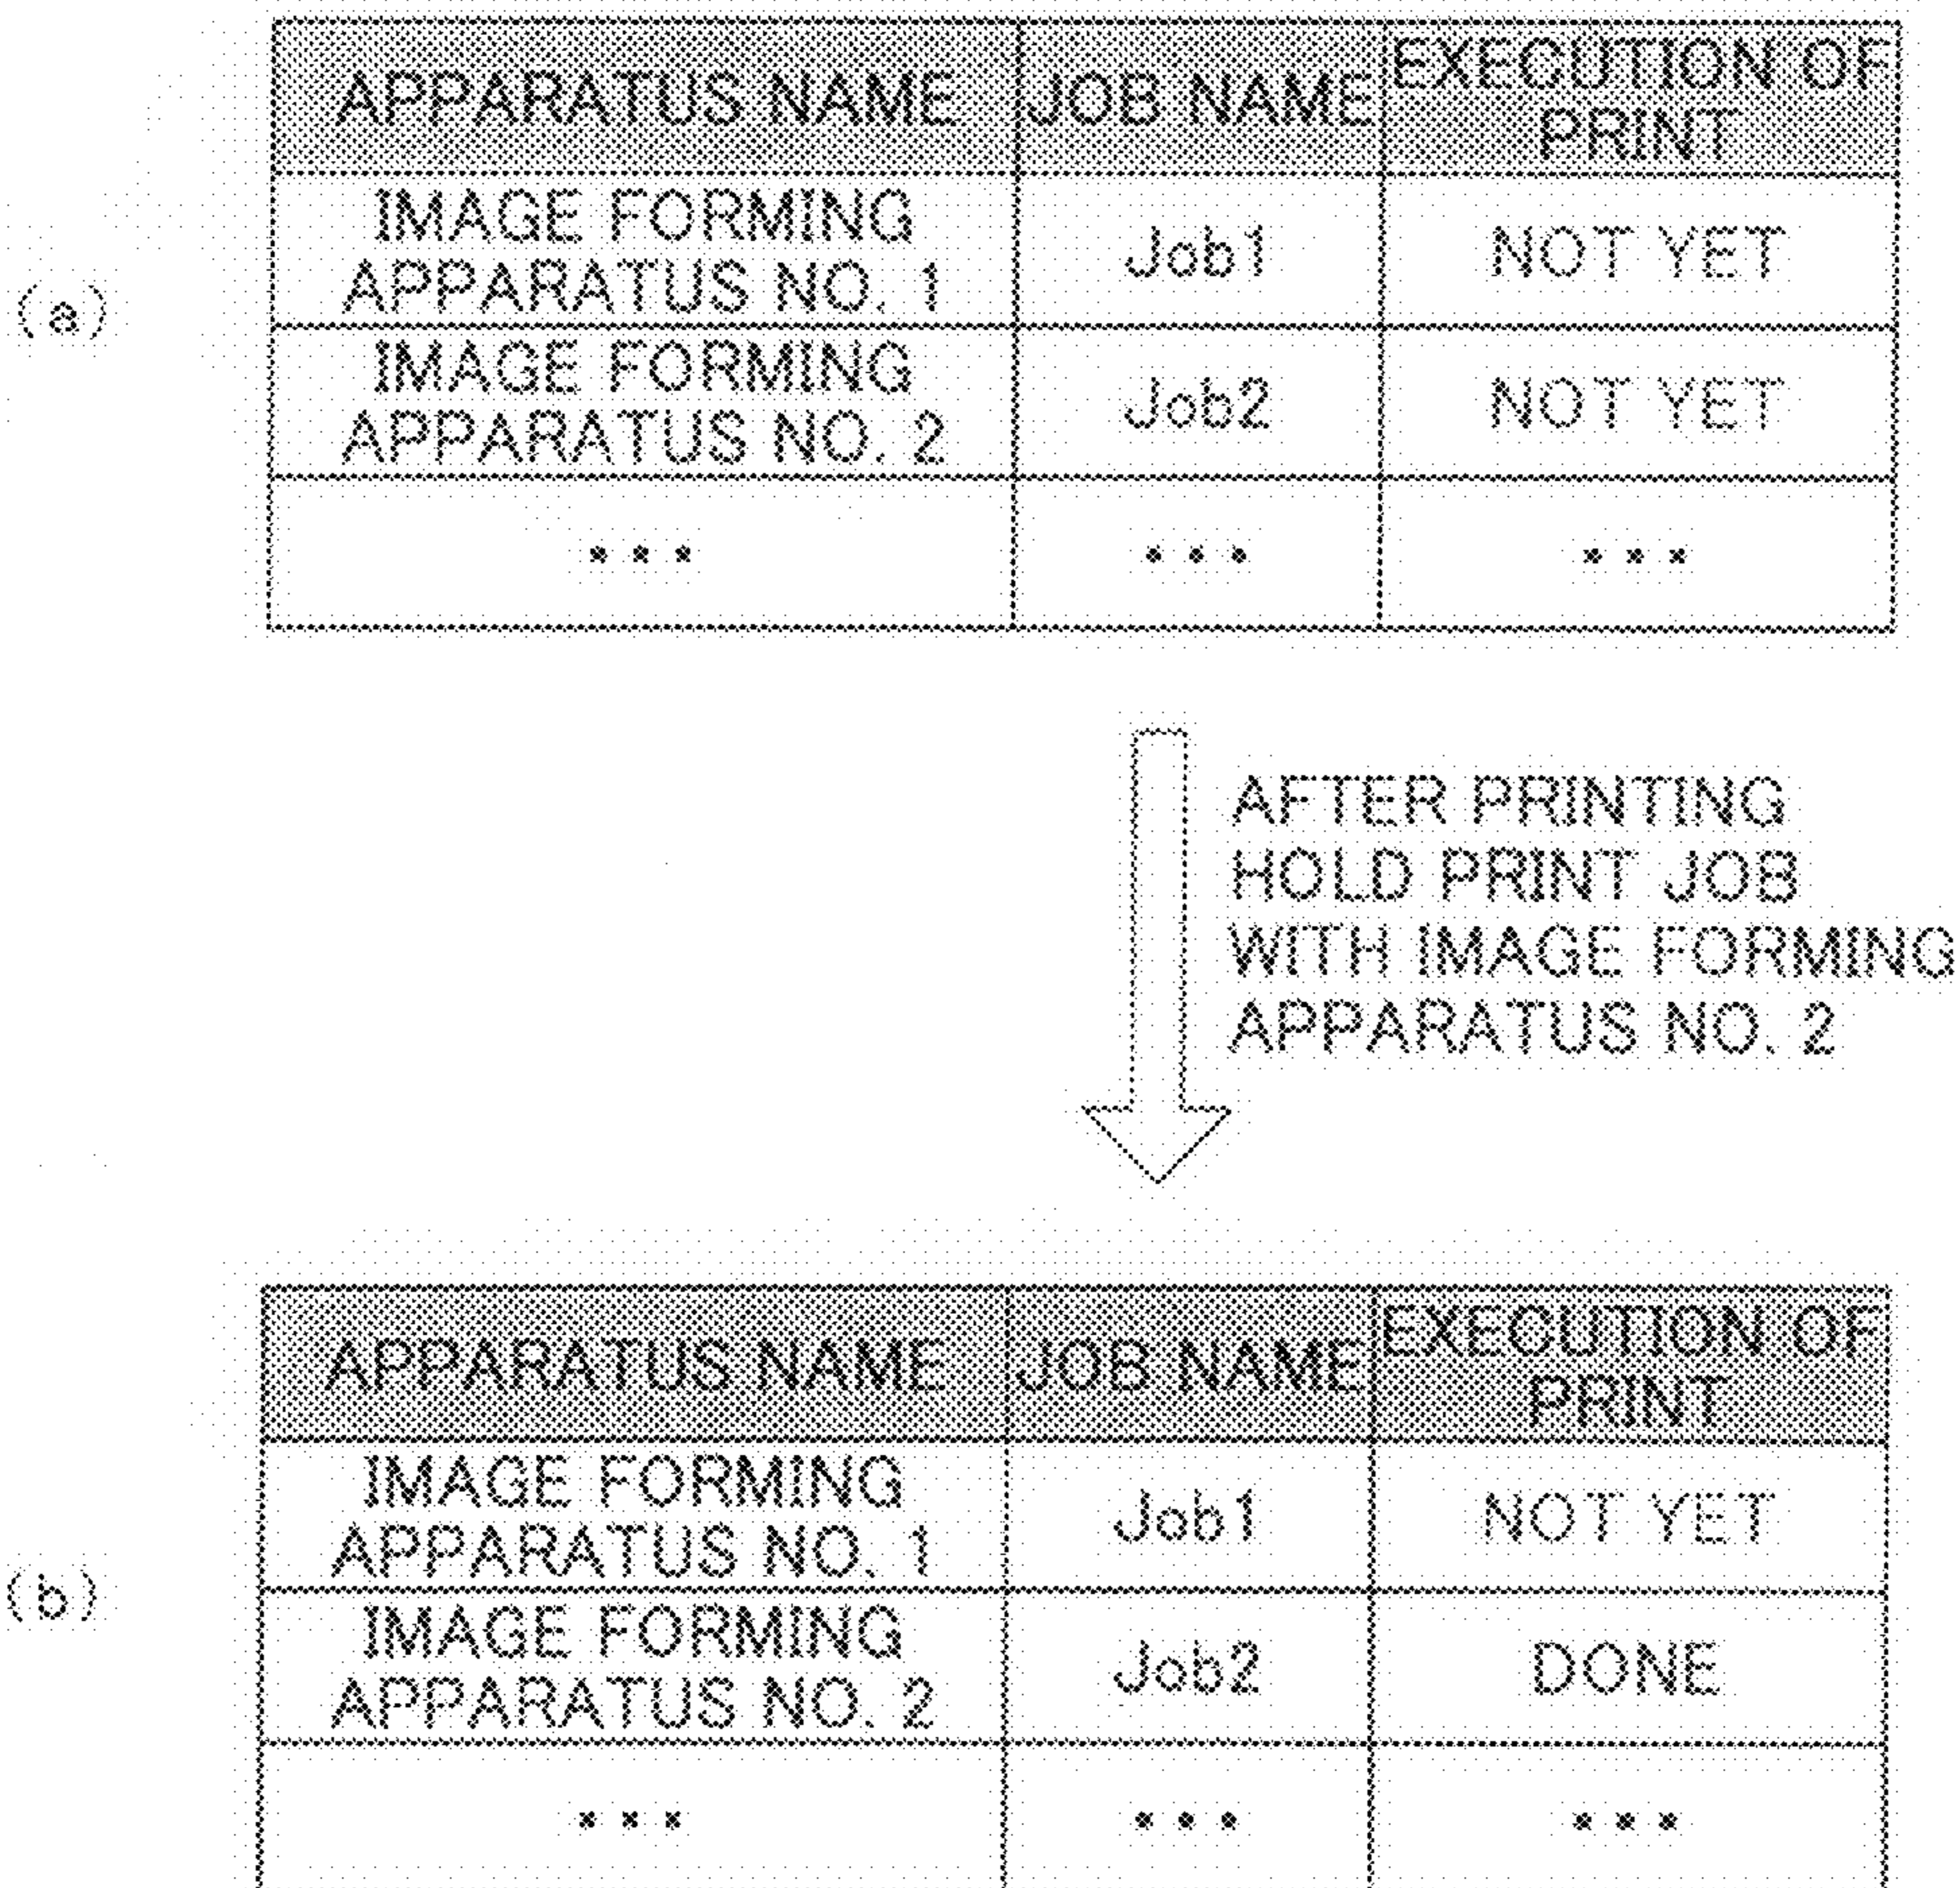 (a)
APPARATUS NAME JOB NAME EXECUTION OF
PRINT
IMAGE FORMING
APPARATUS NO. 1 Job1 NOT YET
IMAGE FORMING
APPARATUS NO. 2 Job2 NOT YET
... ... ...
AFTER PRINTING
HOLD PRINT JOB
WITH IMAGE FORMING
APPARATUS NO. 2
(b)
APPARATUS NAME JOB NAME EXECUTION OF
PRINT
IMAGE FORMING
APPARATUS NO. 1 Job1 NOT YET
IMAGE FORMING
APPARATUS NO. 2 Job2 DONE
... ... ...